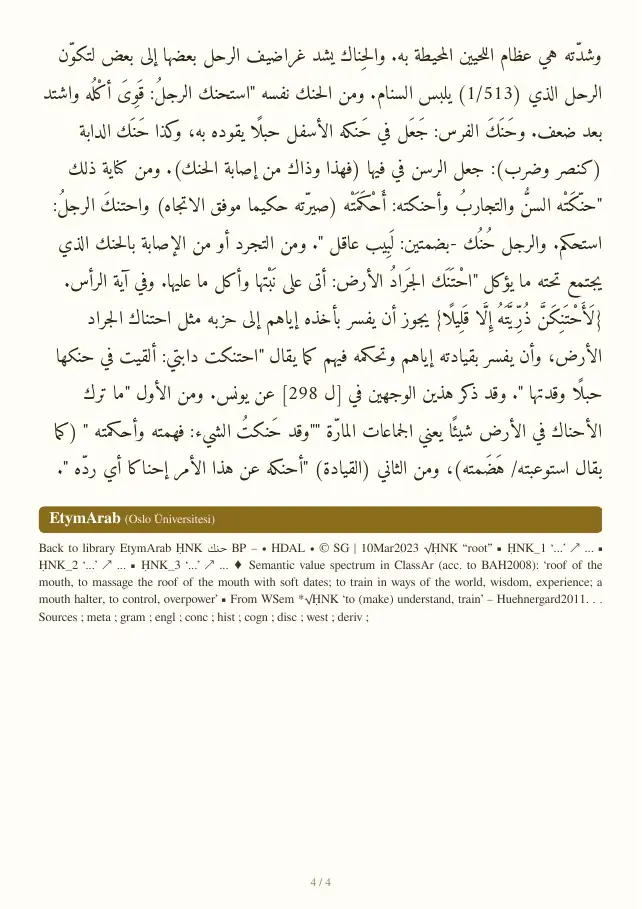 وشدّته هي عظام اللحيين المحيطة به. والحِناك يشد غراضيف الرحل بعضها إلى بعض لتكوّن
الرحل الذي (1/513) يلبس السنام. ومن الحنك نفسه "استحنك الرجلُ: قَوِىَ أكْلُه واشتد
بعد ضعف. وحَنَكَ الفرس: جَعَل في حَنكه الأسفل حبلًا يقوده به، وكذا حَنَك الدابة
(كنصر وضرب): جعل الرسن في فيها (فهذا وذاك من إصابة الحنك). ومن كناية ذلك
"حنّكَتْه السنُّ والتجاربُ وأحنكته: أَحْكَمَتْه (صيرّته حكيما موفق الاتجاه) واحتنكَ الرجلُ:
استحكم. والرجل حُنُك -بضمتين: لَبِيب عاقل ". ومن التجرد أو من الإصابة بالحنك الذي
يجتمع تحته ما يؤكل "احْتَنَك الجَرادُ الأرض: أتى على نَبْتها وأكل ما عليها. وفي آية الرأس.
{لَأَحْتَنِكَنَّ ذُرِّيَّتَهُ إِلَّا قَلِيلًا} يجوز أن يفسر بأخذه إياهم إلى حزبه مثل احتناك الجراد
الأرض، وأن يفسر بقيادته إياهم وتحكمه فيهم كما يقال "احتنكت دابتي: ألقيت في حنكها
حبلًا وقدتها ". وقد ذكر هذين الوجهين في [ل 298] عن يونس. ومن الأول "ما ترك
الأحناك في الأرض شيئًا يعني الجماعات المارّة ""وقد حَنكتُ الشيء: فهمته وأحكمته " (كما
يقال استوعبته/ هَضَمته)، ومن الثاني (القيادة) "أحنكه عن هذا الأمر إحناكا أي ردّه ".
EtymArab (Oslo Üniversitesi)
Back to library EtymArab ḤNK حنك BP – • HDAL • © SG | 10Mar2023 √ḤNK “root” ▪ ḤNK_1 ‘...’ ↗ ... ▪
ḤNK_2 ‘...’ ↗ ... ▪ ḤNK_3 ‘...’ ↗ ... ♦ Semantic value spectrum in ClassAr (acc. to BAH2008): ‘roof of the
mouth, to massage the roof of the mouth with soft dates; to train in ways of the world, wisdom, experience; a
mouth halter, to control, overpower’ ▪ From WSem *√ḤNK ‘to (make) understand, train’ – Huehnergard2011. . .
Sources ; meta ; gram ; engl ; conc ; hist ; cogn ; disc ; west ; deriv ;
4 / 4